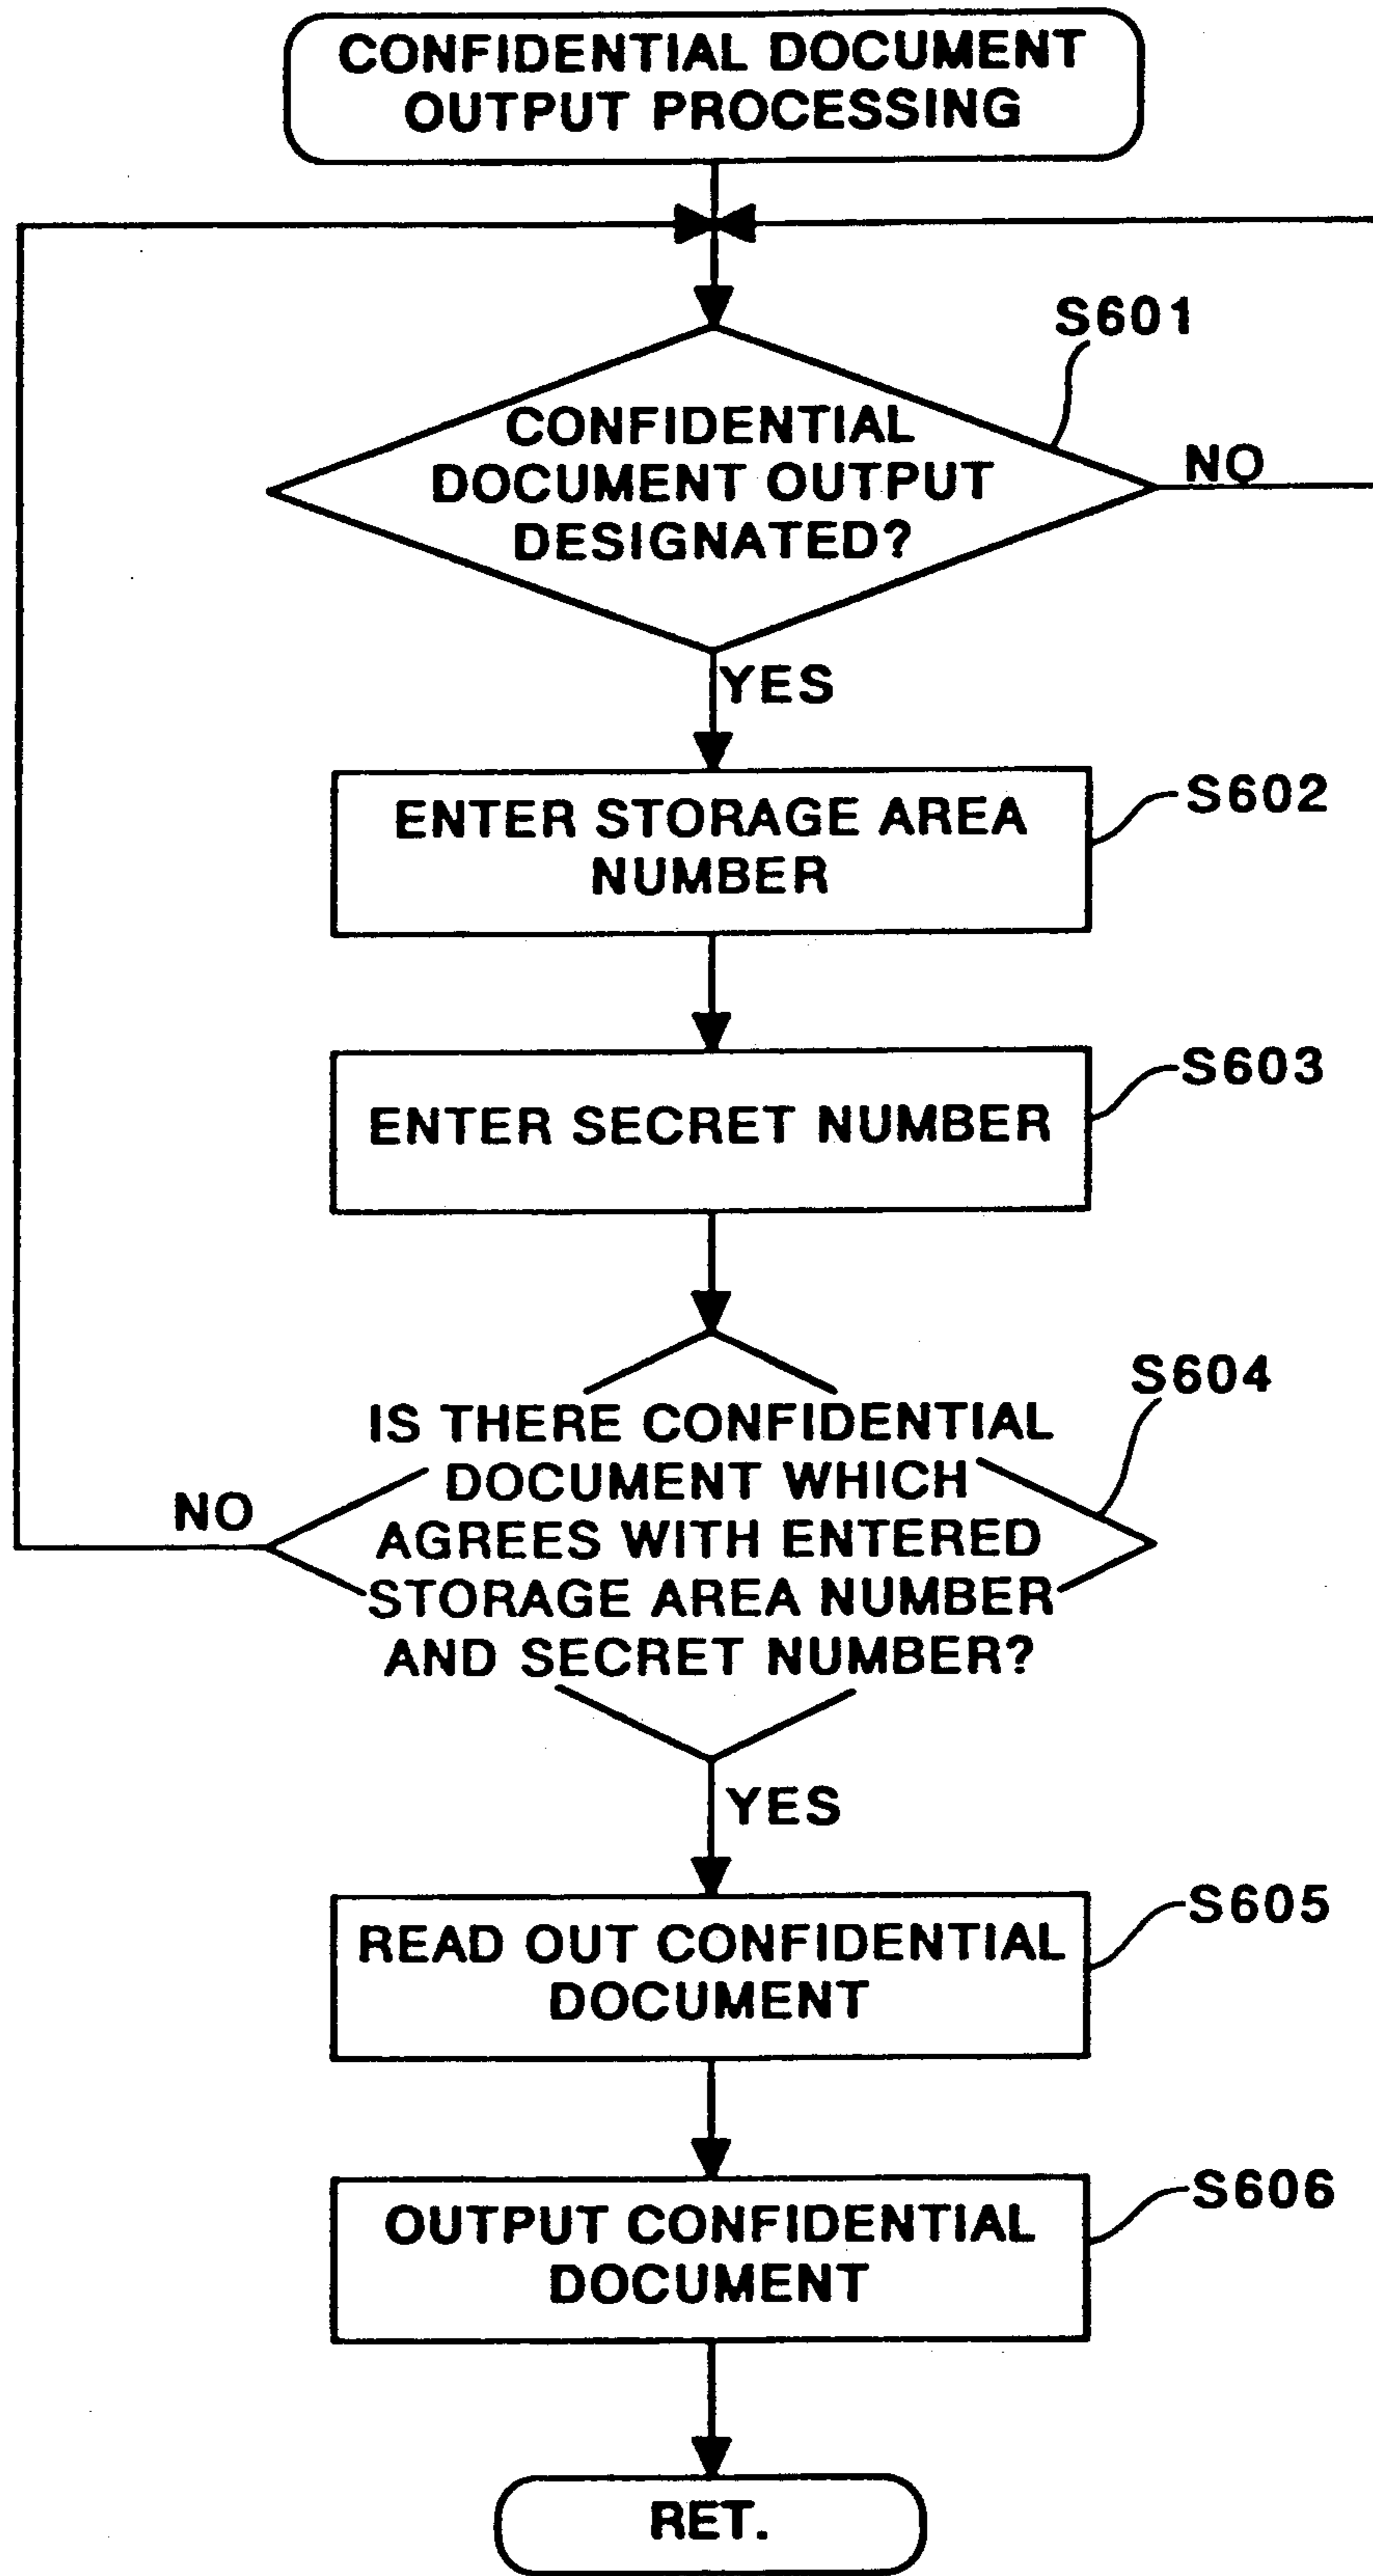 CONFIDENTIAL DOCUMENT
OUTPUT PROCESSING
S601
CONFIDENTIAL
DOCUMENT OUTPUT
DESIGNATED?
NO
YES
ENTER STORAGE AREA
NUMBER
S602
ENTER SECRET NUMBER
S603
IS THERE CONFIDENTIAL
DOCUMENT WHICH
AGREES WITH ENTERED
STORAGE AREA NUMBER
AND SECRET NUMBER?
S604
NO
YES
READ OUT CONFIDENTIAL
DOCUMENT
S605
OUTPUT CONFIDENTIAL
DOCUMENT
S606
RET.